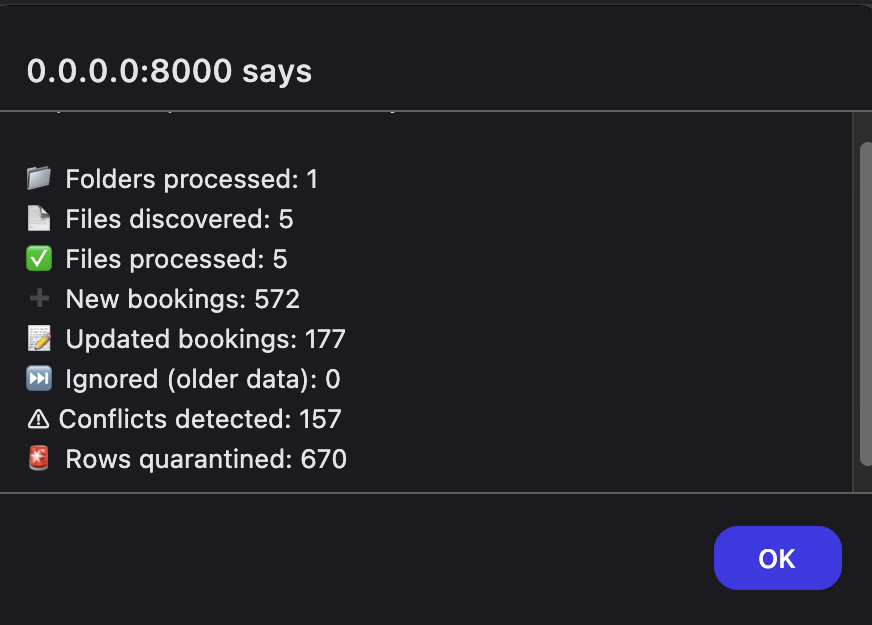 0.0.0.0:8000 says
📁 Folders processed: 1
📄 Files discovered: 5
✅ Files processed: 5
➕ New bookings: 572
📝 Updated bookings: 177
⏭️ Ignored (older data): 0
⚠ Conflicts detected: 157
🚨 Rows quarantined: 670
OK